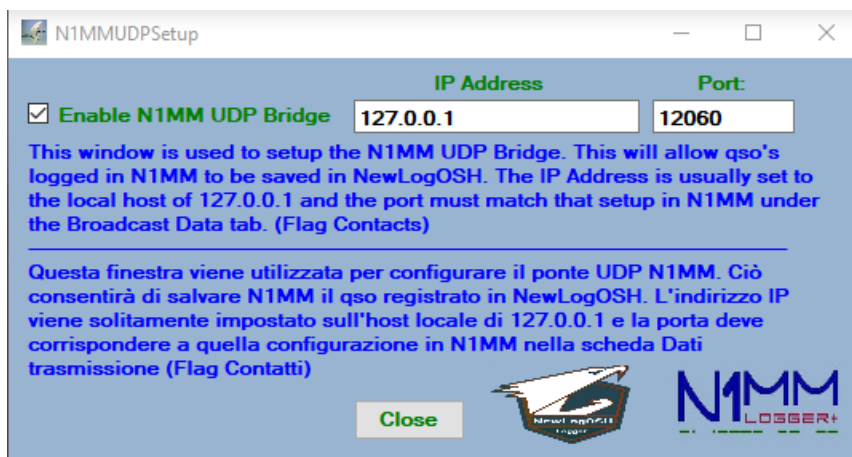 N1MMUDPSetup
IP Address Port:
Enable N1MM UDP Bridge 127.0.0.1 12060
This window is used to setup the N1MM UDP Bridge. This will allow qso's
logged in N1MM to be saved in NewLogOSH. The IP Address is usually set to
the local host of 127.0.0.1 and the port must match that setup in N1MM under
the Broadcast Data tab. (Flag Contacts)
Questa finestra viene utilizzata per configurare il ponte UDP N1MM. Ciò
consentirà di salvare N1MM il qso registrato in NewLogOSH. L'indirizzo IP
viene solitamente impostato sull'host locale di 127.0.0.1 e la porta deve
corrispondere a quella configurazione in N1MM nella scheda Dati
trasmissione (Flag Contatti)
Close
NewLogOSH
Logger
N1MM
LOGGER+